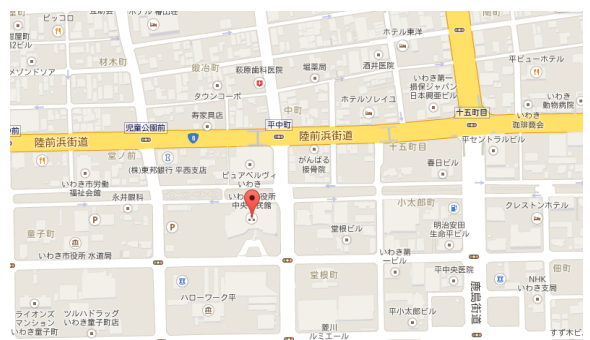 ピッコロ
ホテル 椿山荘
南町
ホテル東洋
材木町
鍛冶町
萩原歯科医院
堀薬局
酒井医院
平ビューホテル
メゾンドソア
タウンコーポ
いわき第一
損保ジャパン
日本興亜ビル
いわき
動物病院
中町
ホテルソレイユ
寿家具店
十五町目
児童公園前
平中町
いわき
珈琲商会
陸前浜街道
6
陸前浜街道
十五町目
平セントラルビル
堂ノ前
(株)東邦銀行 平西支店
がんばる
接骨院
春日ビル
いわき市労働
福祉会館
ピュアベルヴィ
いわき
永井眼科
小太郎町
クレストンホテル
明治安田
生命平ビル
童子町
堂根ビル
いわき市役所 水道局
いわき第
一ビル
佃町
堂根町
平中央医院
NHK
いわき支局
ハローワーク平
鹿島街道
ライオンズ
マンション
いわき童子町
ツルハドラッグ
いわき童子町店
平小太郎ビル
菱川
ルミエール
すず木ビ